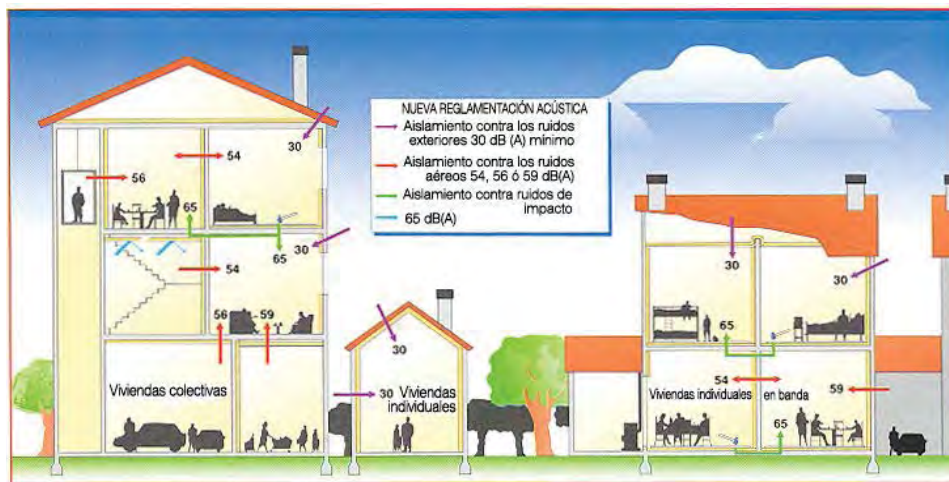 NUEVA REGLAMENTACIÓN ACÚSTICA
Aislamiento contra los ruidos
exteriores 30 dB (A) mínimo
Aislamiento contra los ruidos
aéreos 54, 56 ó 59 dB(A)
Aislamiento contra ruidos de
impacto
65 dB(A)
30
54
56
65
65
30
54
56
59
30
30
Viviendas colectivas
30
Viviendas
individuales
30
30
65
54
59
Viviendas individuales
en banda
65